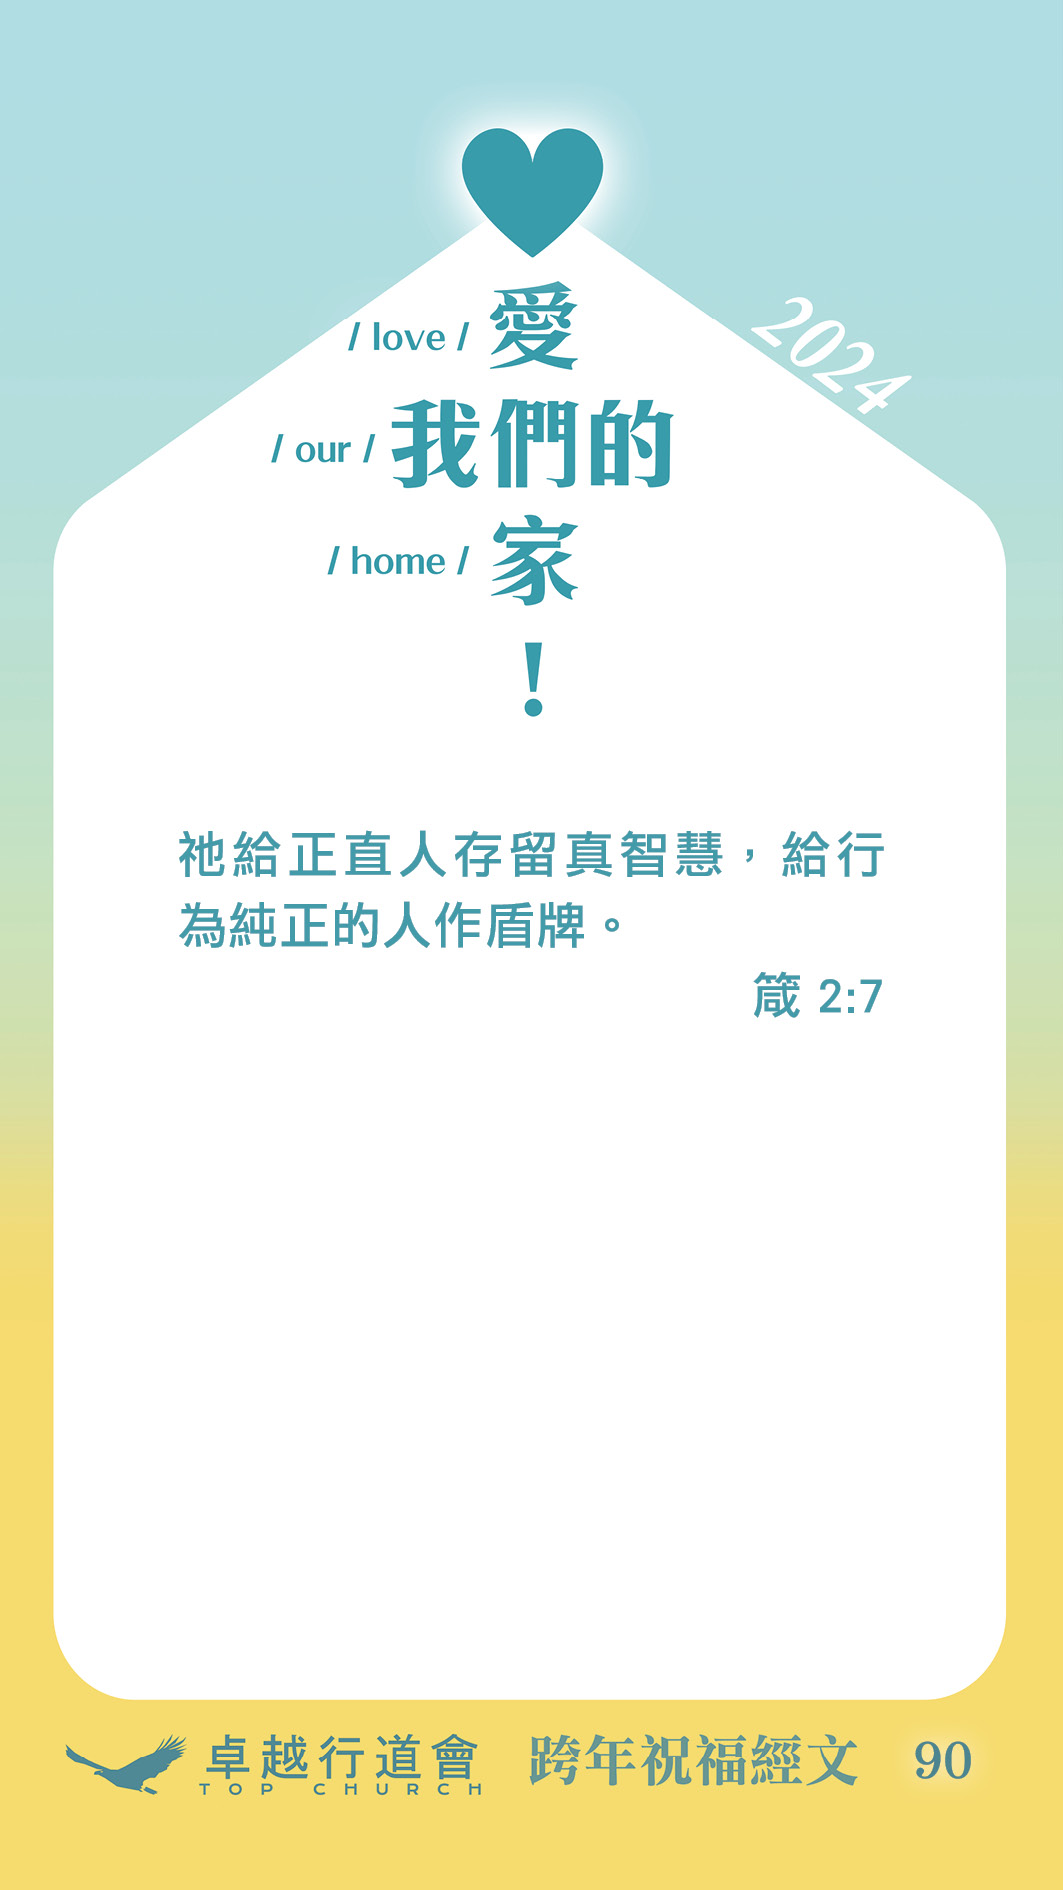 / love / 愛
2024
/ our / 我們的
/ home / 家
!
祂給正直人存留真智慧，給行
為純正的人作盾牌。
箴 2:7
卓越行道會 跨年祝福經文 90
TOP CHURCH